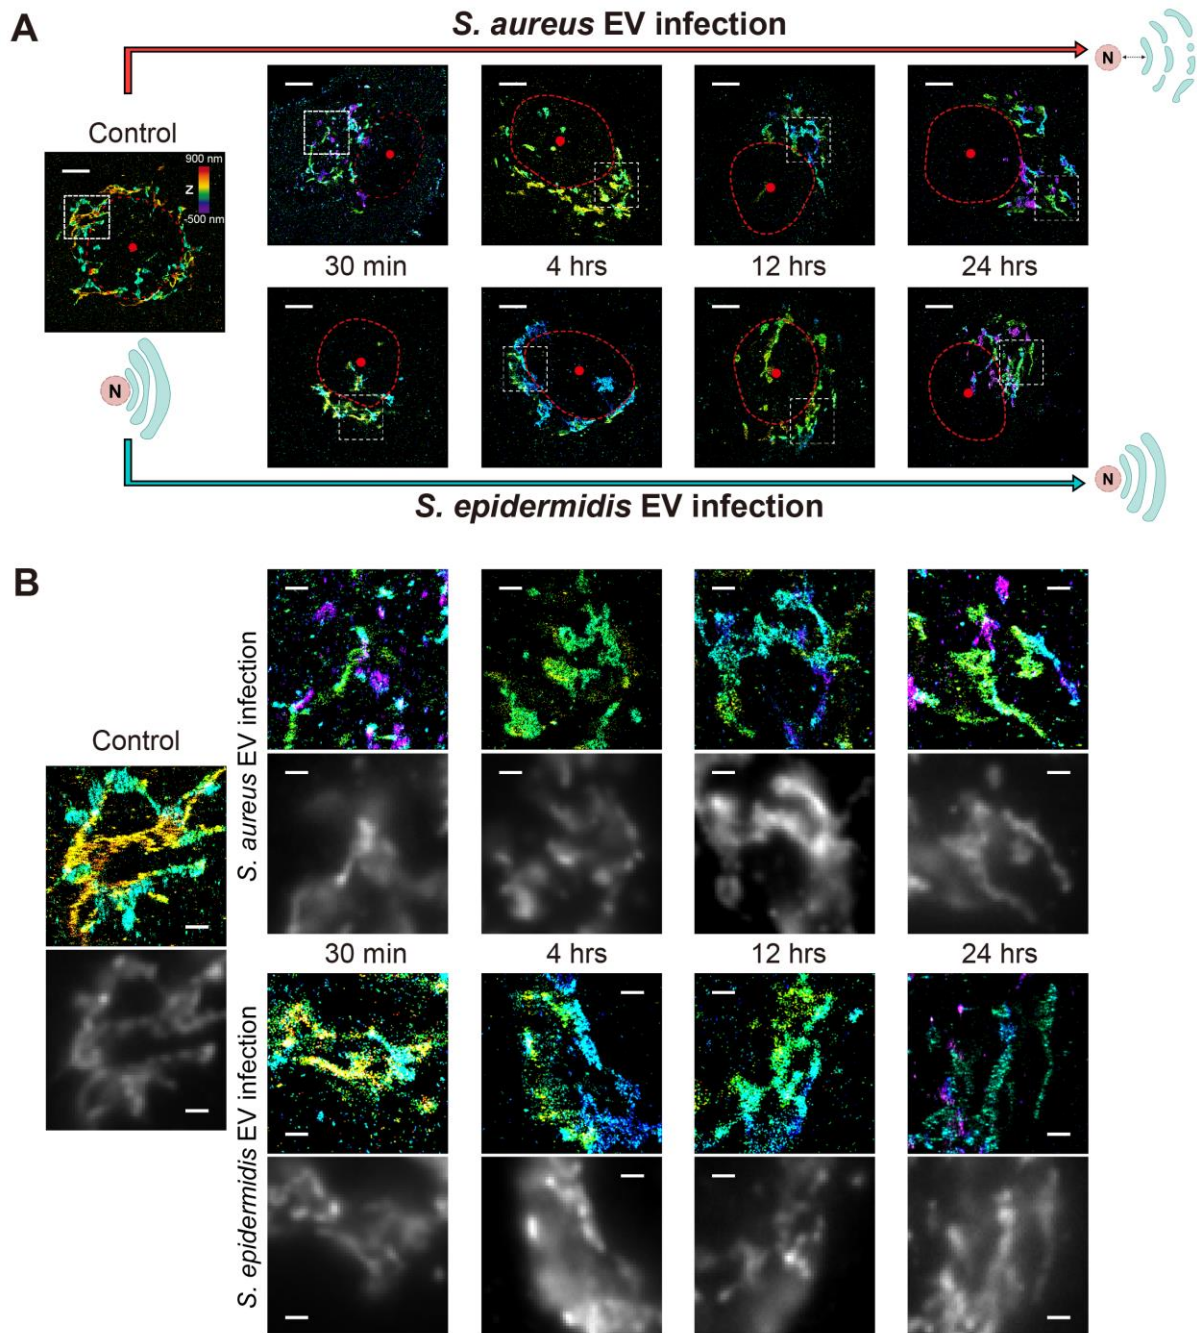 A
S. aureus EV infection
N
Control
900 nm
Z
-500 nm
30 min
4 hrs
12 hrs
24 hrs
N
N
S. epidermidis EV infection
B
S. aureus EV infection
Control
30 min
4 hrs
12 hrs
24 hrs
S. epidermidis EV infection